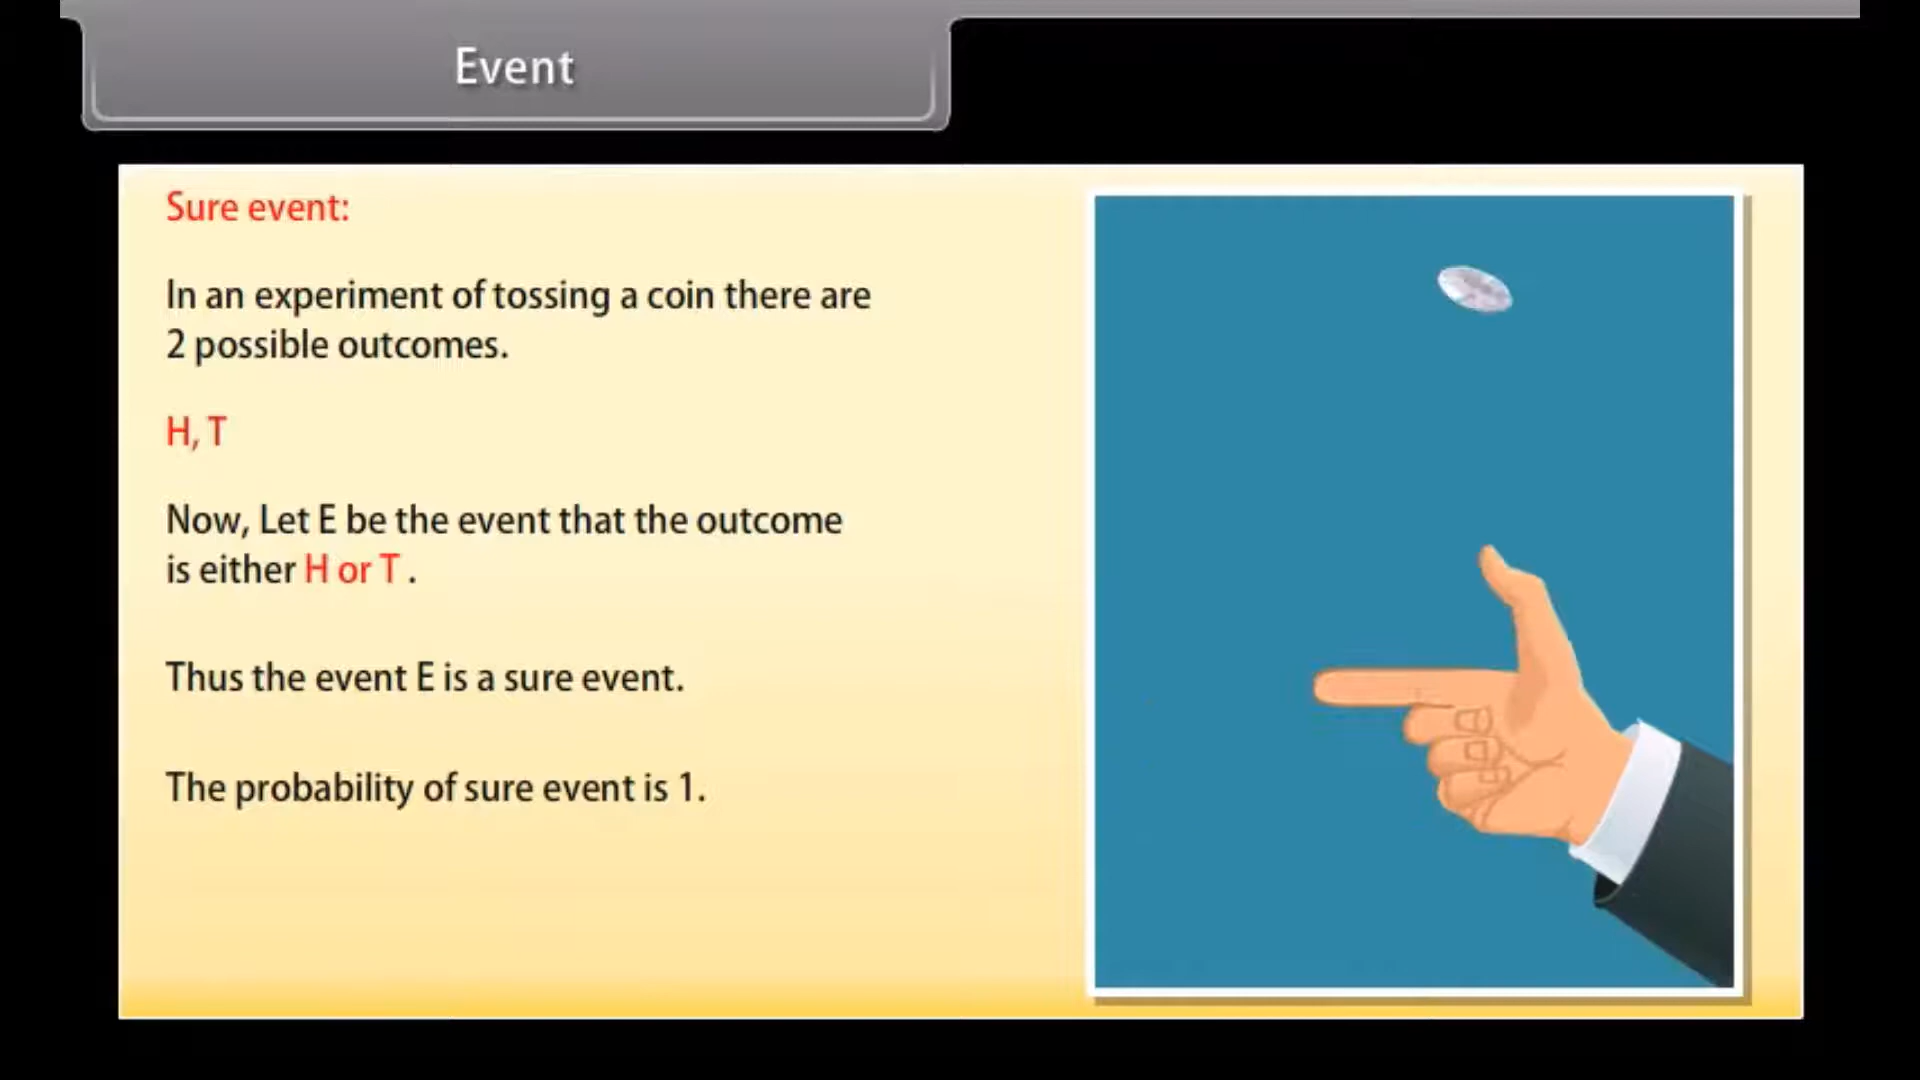 Event
Sure event:
In an experiment of tossing a coin there are
2 possible outcomes.
H, T
Now, Let E be the event that the outcome
is either H or T .
Thus the event E is a sure event.
The probability of sure event is 1.